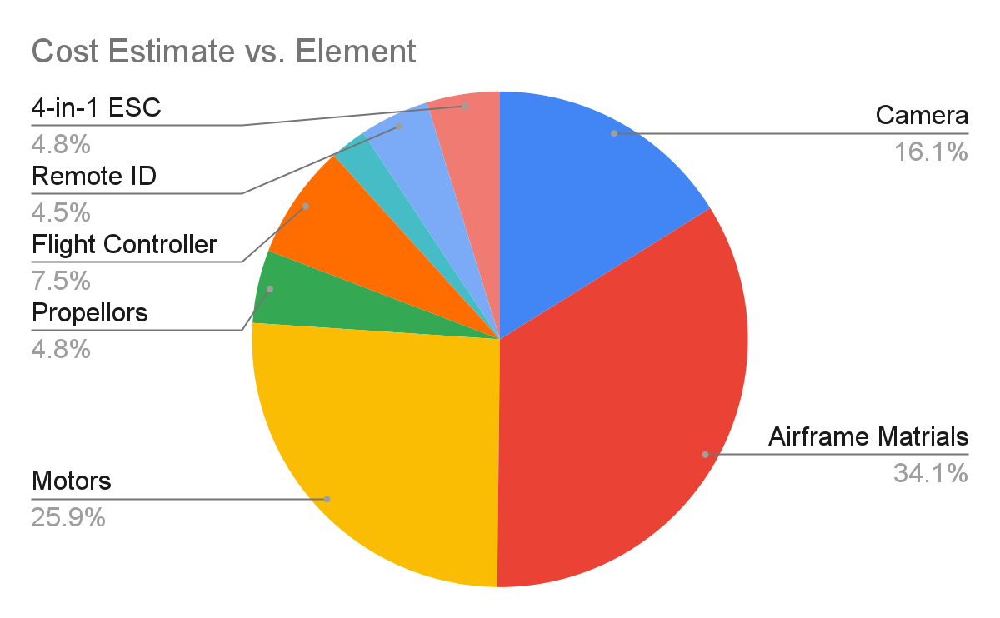 Cost Estimate vs. Element
4-in-1 ESC
4.8%
Remote ID
4.5%
Flight Controller
7.5%
Propellors
4.8%
Motors
25.9%
Camera
16.1%
Airframe Matrials
34.1%